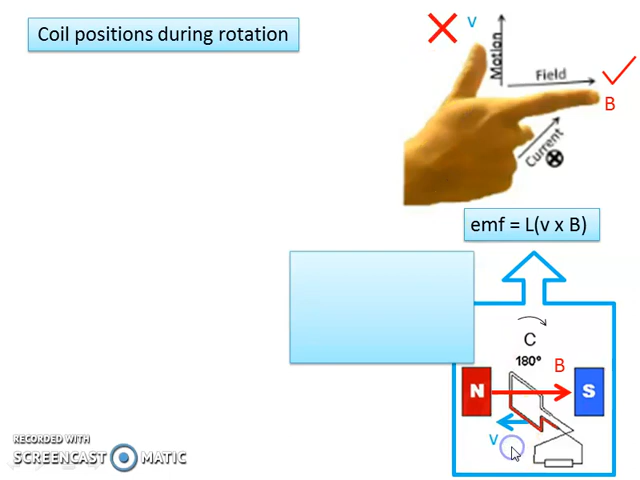 Coil positions during rotation
v
Motion
Field
B
Current
emf = L(v x B)
C
180°
B
N
S
v
RECORDED WITH
SCREENCAST MATIC